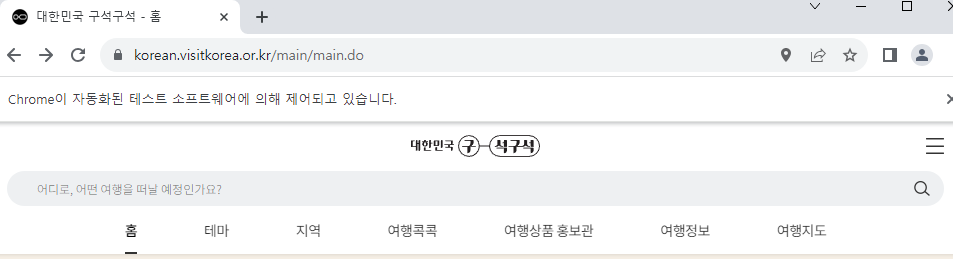 대한민국 구석구석 - 홈
korean.visitkorea.or.kr/main/main.do
Chrome이 자동화된 테스트 소프트웨어에 의해 제어되고 있습니다.
대한민국 구석구석
어디로, 어떤 여행을 떠날 예정인가요?
홈 테마 지역 여행콕콕 여행상품 홍보관 여행정보 여행지도